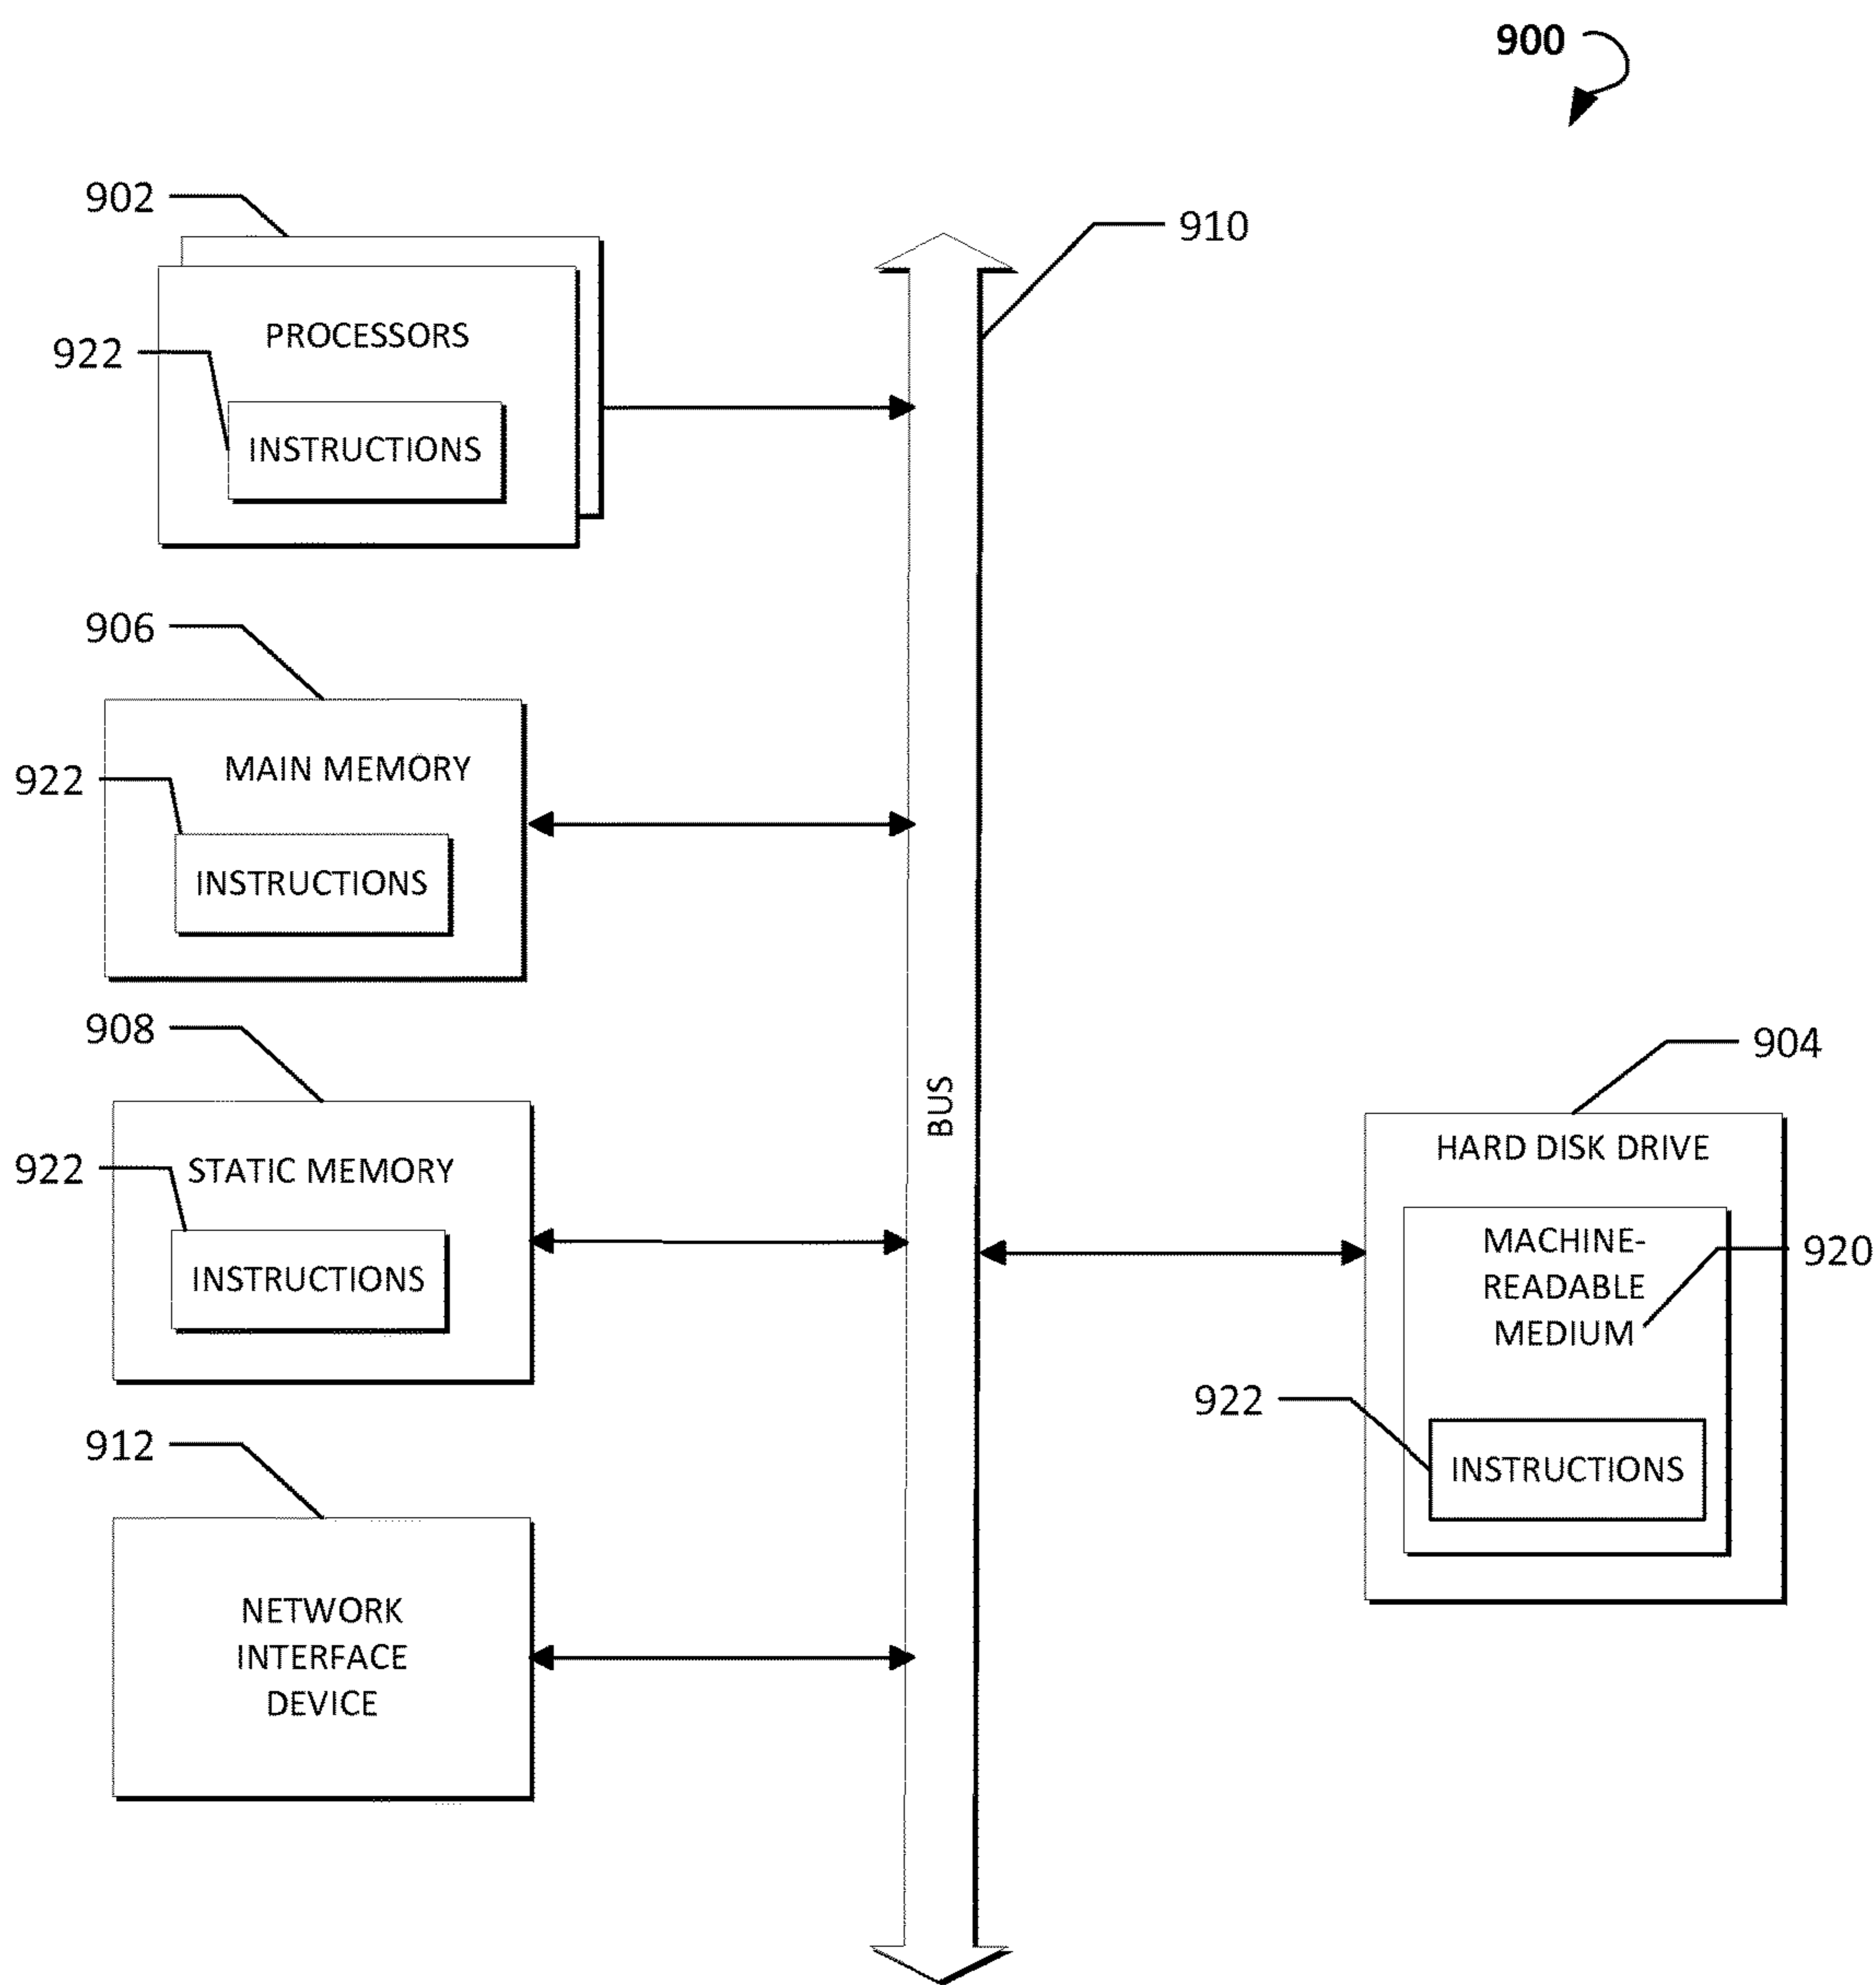 900
902
910
PROCESSORS
922
INSTRUCTIONS
906
MAIN MEMORY
922
INSTRUCTIONS
908
904
BUS
STATIC MEMORY
922
INSTRUCTIONS
HARD DISK DRIVE
MACHINE-
READABLE
MEDIUM
920
922
INSTRUCTIONS
912
NETWORK
INTERFACE
DEVICE